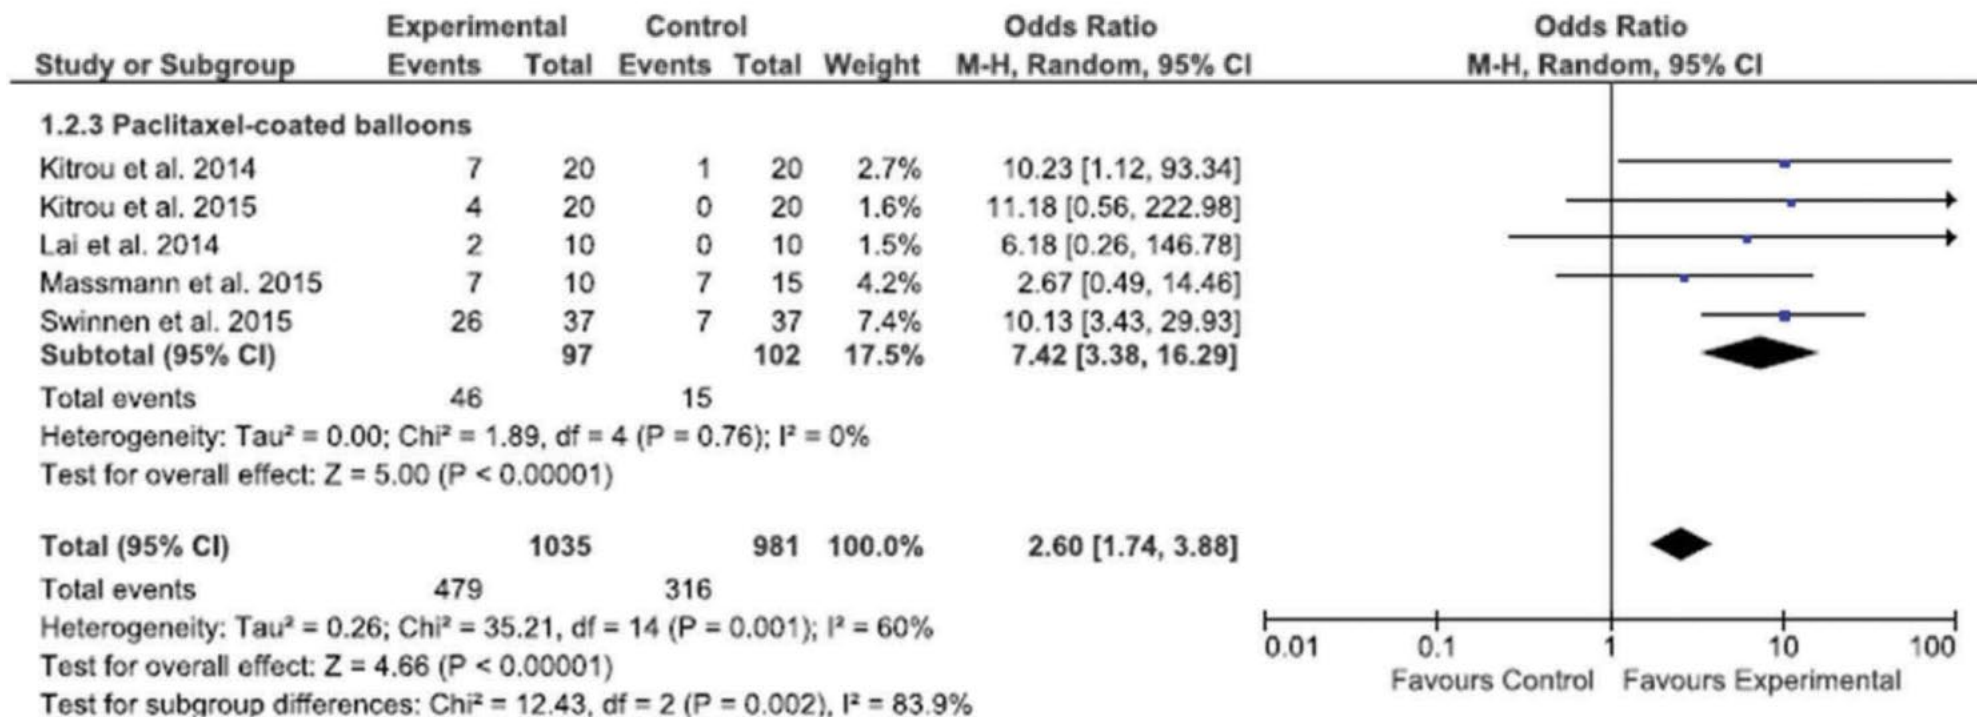 Experimental Control Odds Ratio Odds Ratio
Study or Subgroup Events Total Events Total Weight M-H, Random, 95% CI M-H, Random, 95% CI
1.2.3 Paclitaxel-coated balloons
Kitrou et al. 2014 7 20 1 20 2.7% 10.23 [1.12, 93.34]
Kitrou et al. 2015 4 20 0 20 1.6% 11.18 [0.56, 222.98]
Lai et al. 2014 2 10 0 10 1.5% 6.18 [0.26, 146.78]
Massmann et al. 2015 7 10 7 15 4.2% 2.67 [0.49, 14.46]
Swinnen et al. 2015 26 37 7 37 7.4% 10.13 [3.43, 29.93]
Subtotal (95% CI) 97 102 17.5% 7.42 [3.38, 16.29]
Total events 46 15
Heterogeneity: Tau² = 0.00; Chi² = 1.89, df = 4 (P = 0.76); I² = 0%
Test for overall effect: Z = 5.00 (P < 0.00001)
Total (95% CI) 1035 981 100.0% 2.60 [1.74, 3.88]
Total events 479 316
Heterogeneity: Tau² = 0.26; Chi² = 35.21, df = 14 (P = 0.001); I² = 60%
Test for overall effect: Z = 4.66 (P < 0.00001)
Test for subgroup differences: Chi² = 12.43, df = 2 (P = 0.002), I² = 83.9%
0.01 0.1 1 10 100
Favours Control Favours Experimental